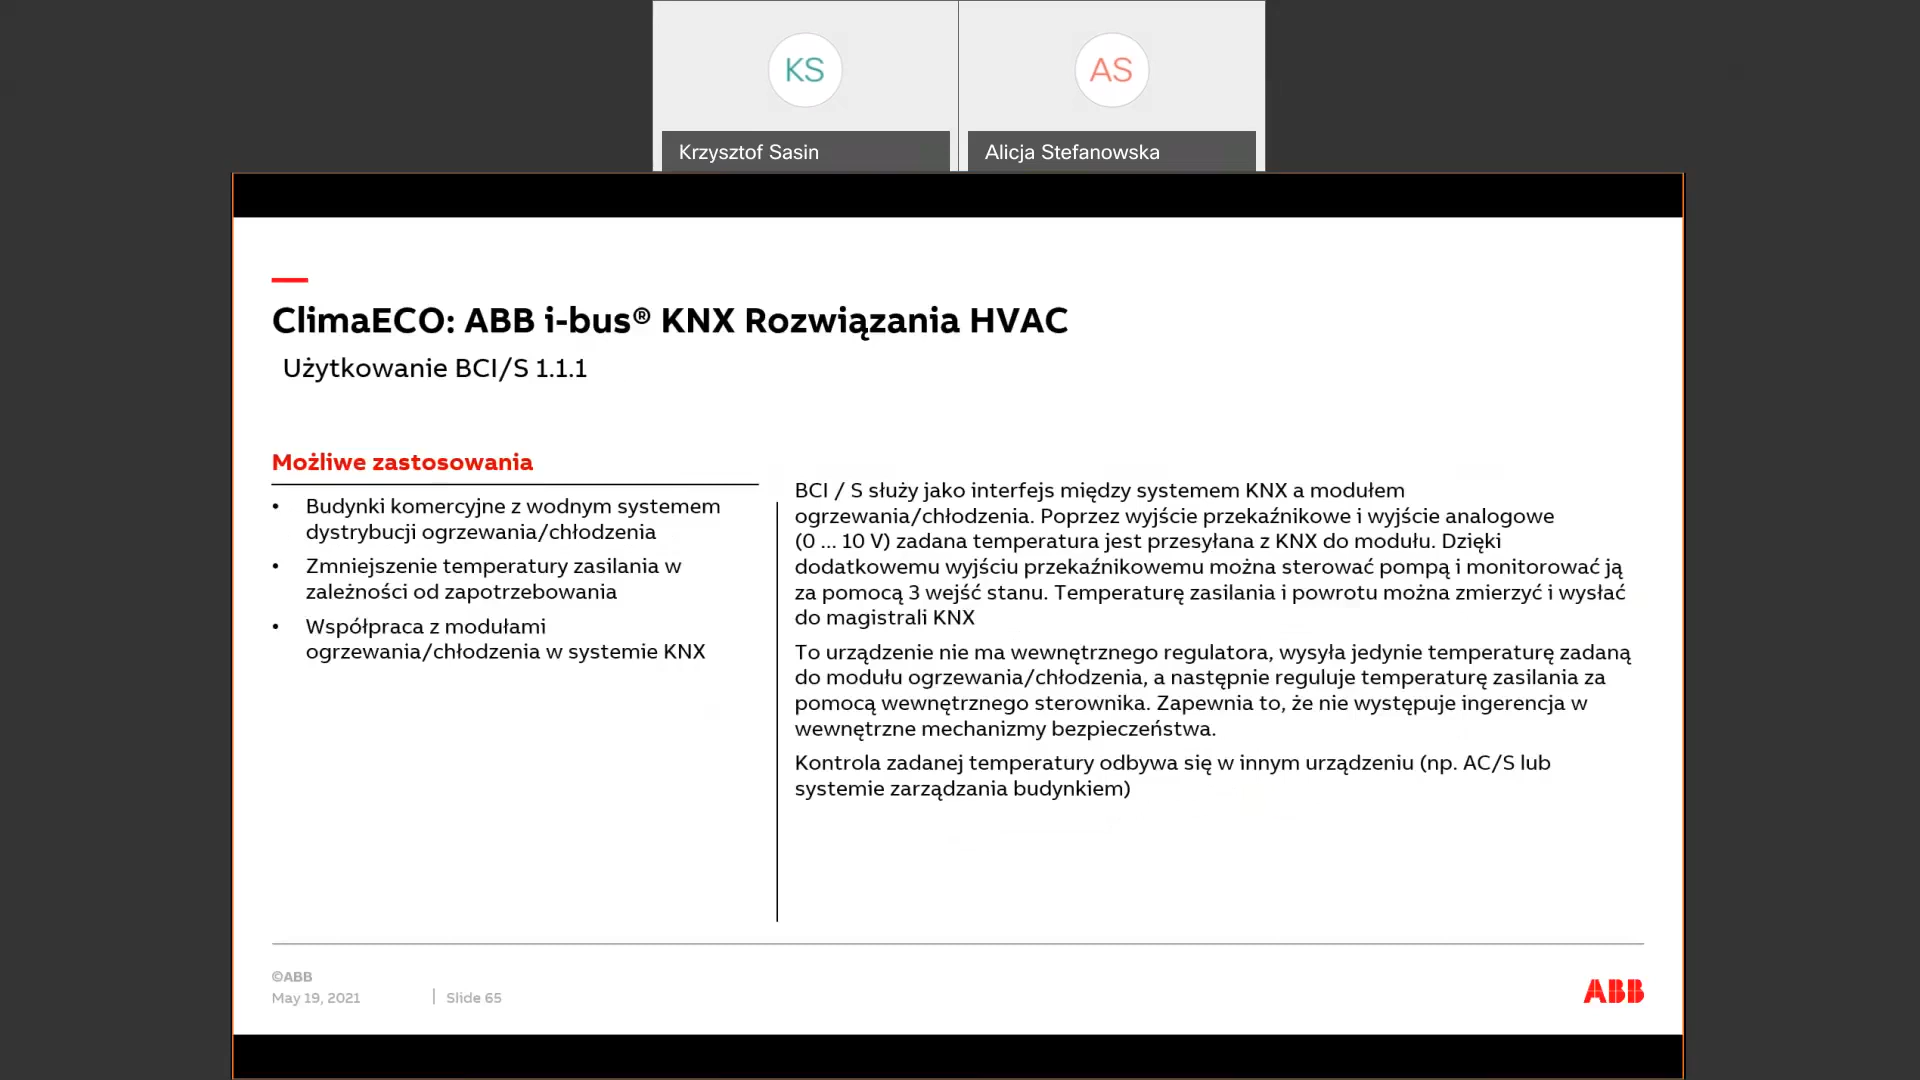 KS
AS
Krzysztof Sasin
Alicja Stefanowska
ClimaECO: ABB i-bus® KNX Rozwiązania HVAC
Użytkowanie BCI/S 1.1.1
Możliwe zastosowania
• Budynki komercyjne z wodnym systemem
dystrybucji ogrzewania/chłodzenia
• Zmniejszenie temperatury zasilania w
zależności od zapotrzebowania
• Współpraca z modułami
ogrzewania/chłodzenia w systemie KNX
BCI / S służy jako interfejs między systemem KNX a modułem
ogrzewania/chłodzenia. Poprzez wyjście przekaźnikowe i wyjście analogowe
(0 ... 10 V) zadana temperatura jest przesyłana z KNX do modułu. Dzięki
dodatkowemu wyjściu przekaźnikowemu można sterować pompą i monitorować ją
za pomocą 3 wejść stanu. Temperaturę zasilania i powrotu można zmierzyć i wysłać
do magistrali KNX
To urządzenie nie ma wewnętrznego regulatora, wysyła jedynie temperaturę zadaną
do modułu ogrzewania/chłodzenia, a następnie reguluje temperaturę zasilania za
pomocą wewnętrznego sterownika. Zapewnia to, że nie występuje ingerencja w
wewnętrzne mechanizmy bezpieczeństwa.
Kontrola zadanej temperatury odbywa się w innym urządzeniu (np. AC/S lub
systemie zarządzania budynkiem)
©ABB
May 19, 2021
Slide 65
ABB